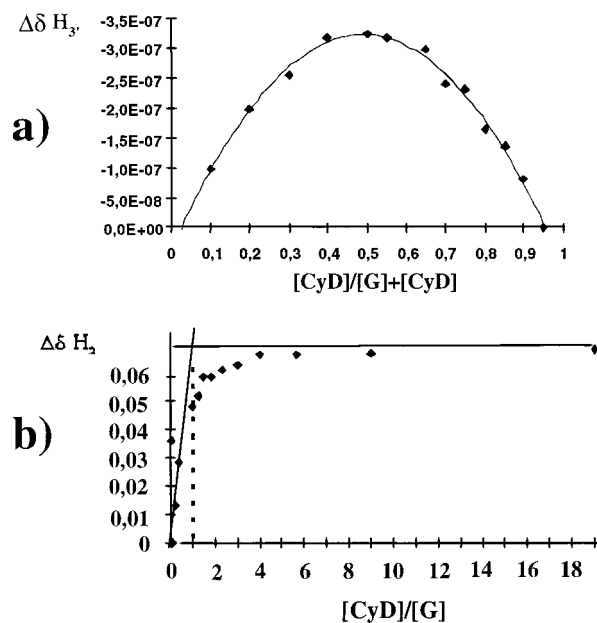 Δδ H3'
-3,5E-07
-3,0E-07
-2,5E-07
-2,0E-07
-1,5E-07
-1,0E-07
-5,0E-08
0,0E+00
a)
0 0,1 0,2 0,3 0,4 0,5 0,6 0,7 0,8 0,9 1
[CyD]/[G]+[CyD]
Δδ H2
0,06
0,05
0,04
0,03
0,02
0,01
0
b)
0 2 4 6 8 10 12 14 16 18
[CyD]/[G]